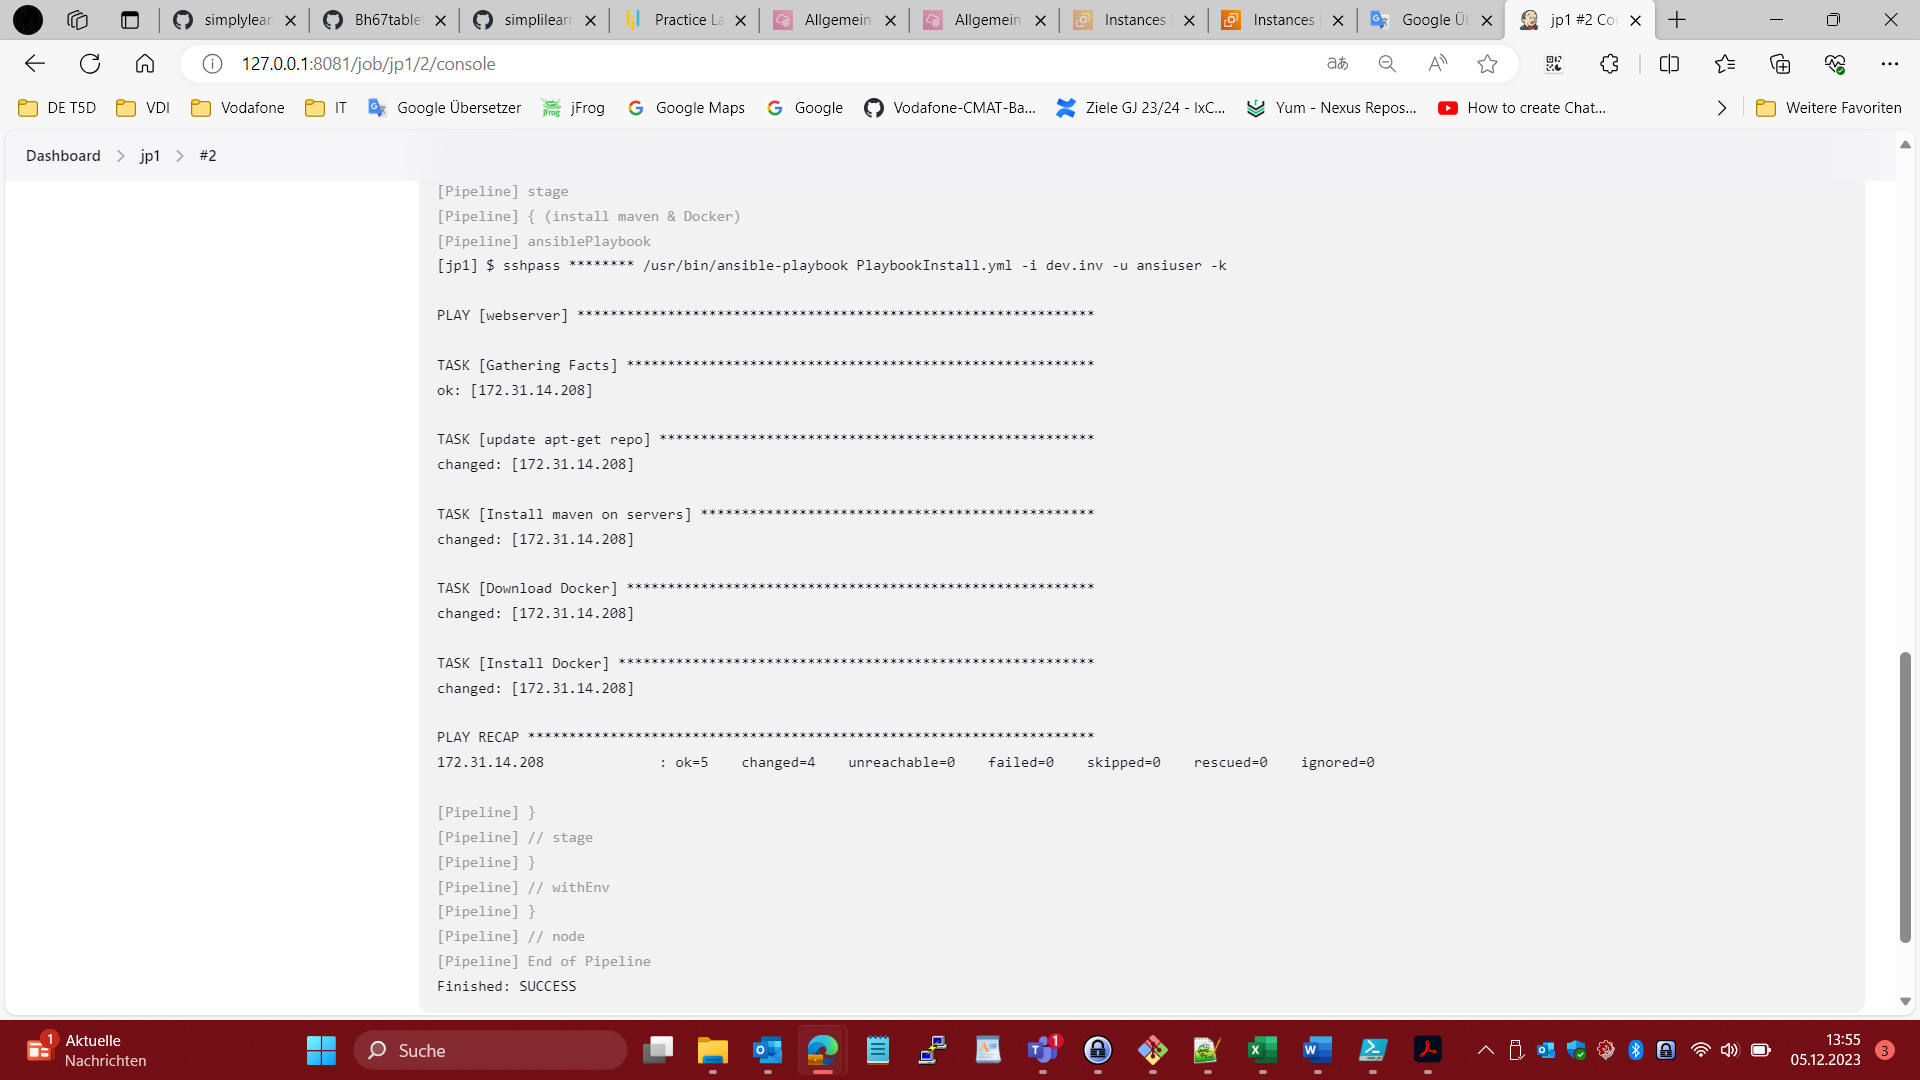 simplylearn
Bh67table
simplilearn
Practice La
Allgemein
Allgemein
Instances
Instances
Google Üb
jp1 #2 Con
127.0.0.1:8081/job/jp1/2/console
DE T5D
VDI
Vodafone
IT
Google Übersetzer
jFrog
Google Maps
Google
Vodafone-CMAT-Ba...
Ziele GJ 23/24 - IxC...
Yum - Nexus Repos...
How to create Chat...
Weitere Favoriten
Dashboard
jp1
#2
[Pipeline] stage
[Pipeline] { (install maven & Docker)
[Pipeline] ansiblePlaybook
[jp1] $ sshpass ******** /usr/bin/ansible-playbook PlaybookInstall.yml -i dev.inv -u ansiuser -k
PLAY [webserver] ***************************************************************
TASK [Gathering Facts] *********************************************************
ok: [172.31.14.208]
TASK [update apt-get repo] *****************************************************
changed: [172.31.14.208]
TASK [Install maven on servers] ************************************************
changed: [172.31.14.208]
TASK [Download Docker] *********************************************************
changed: [172.31.14.208]
TASK [Install Docker] **********************************************************
changed: [172.31.14.208]
PLAY RECAP *********************************************************************
172.31.14.208              : ok=5    changed=4    unreachable=0    failed=0    skipped=0    rescued=0    ignored=0
[Pipeline] }
[Pipeline] // stage
[Pipeline] }
[Pipeline] // withEnv
[Pipeline] }
[Pipeline] // node
[Pipeline] End of Pipeline
Finished: SUCCESS
1
Aktuelle
Nachrichten
Suche
1
13:55
05.12.2023
3